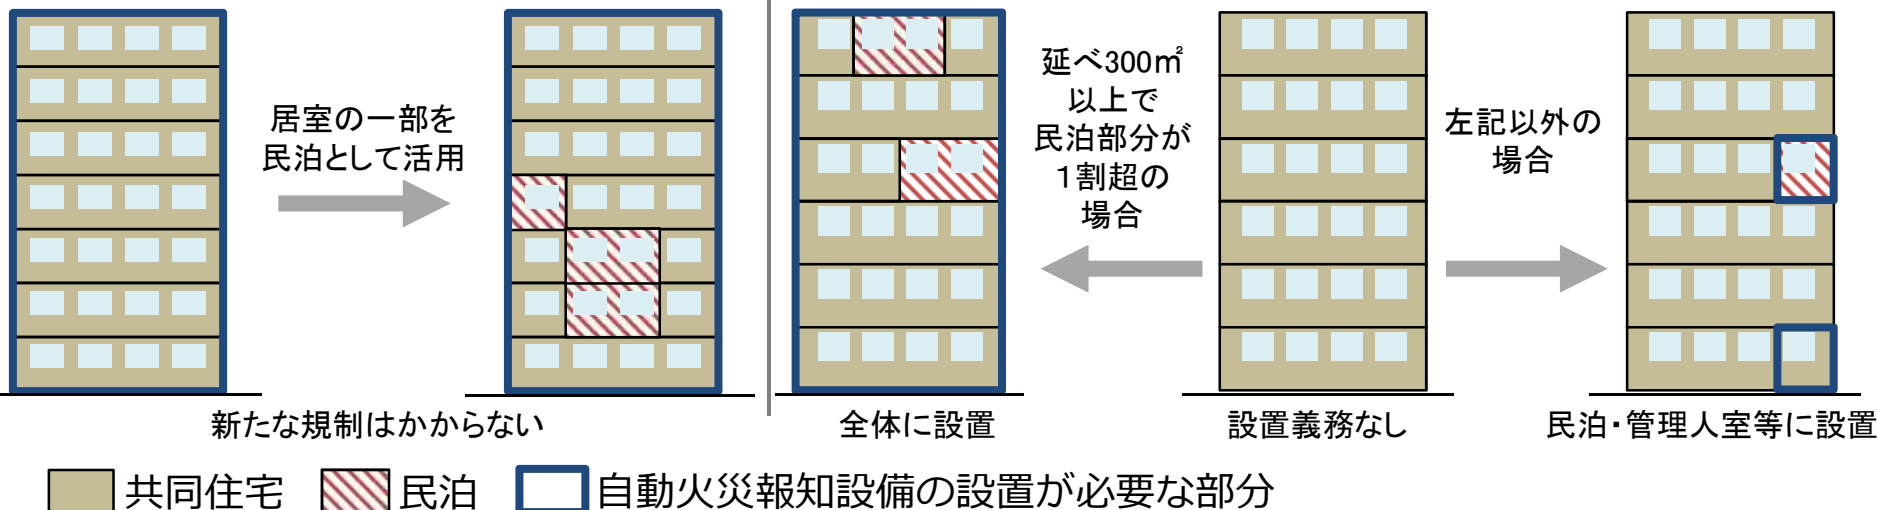 居室の一部を
民泊として活用
新たな規制はかからない
延べ300㎡
以上で
民泊部分が
１割超の
場合
左記以外の
場合
全体に設置
設置義務なし
民泊・管理人室等に設置
共同住宅
民泊
自動火災報知設備の設置が必要な部分